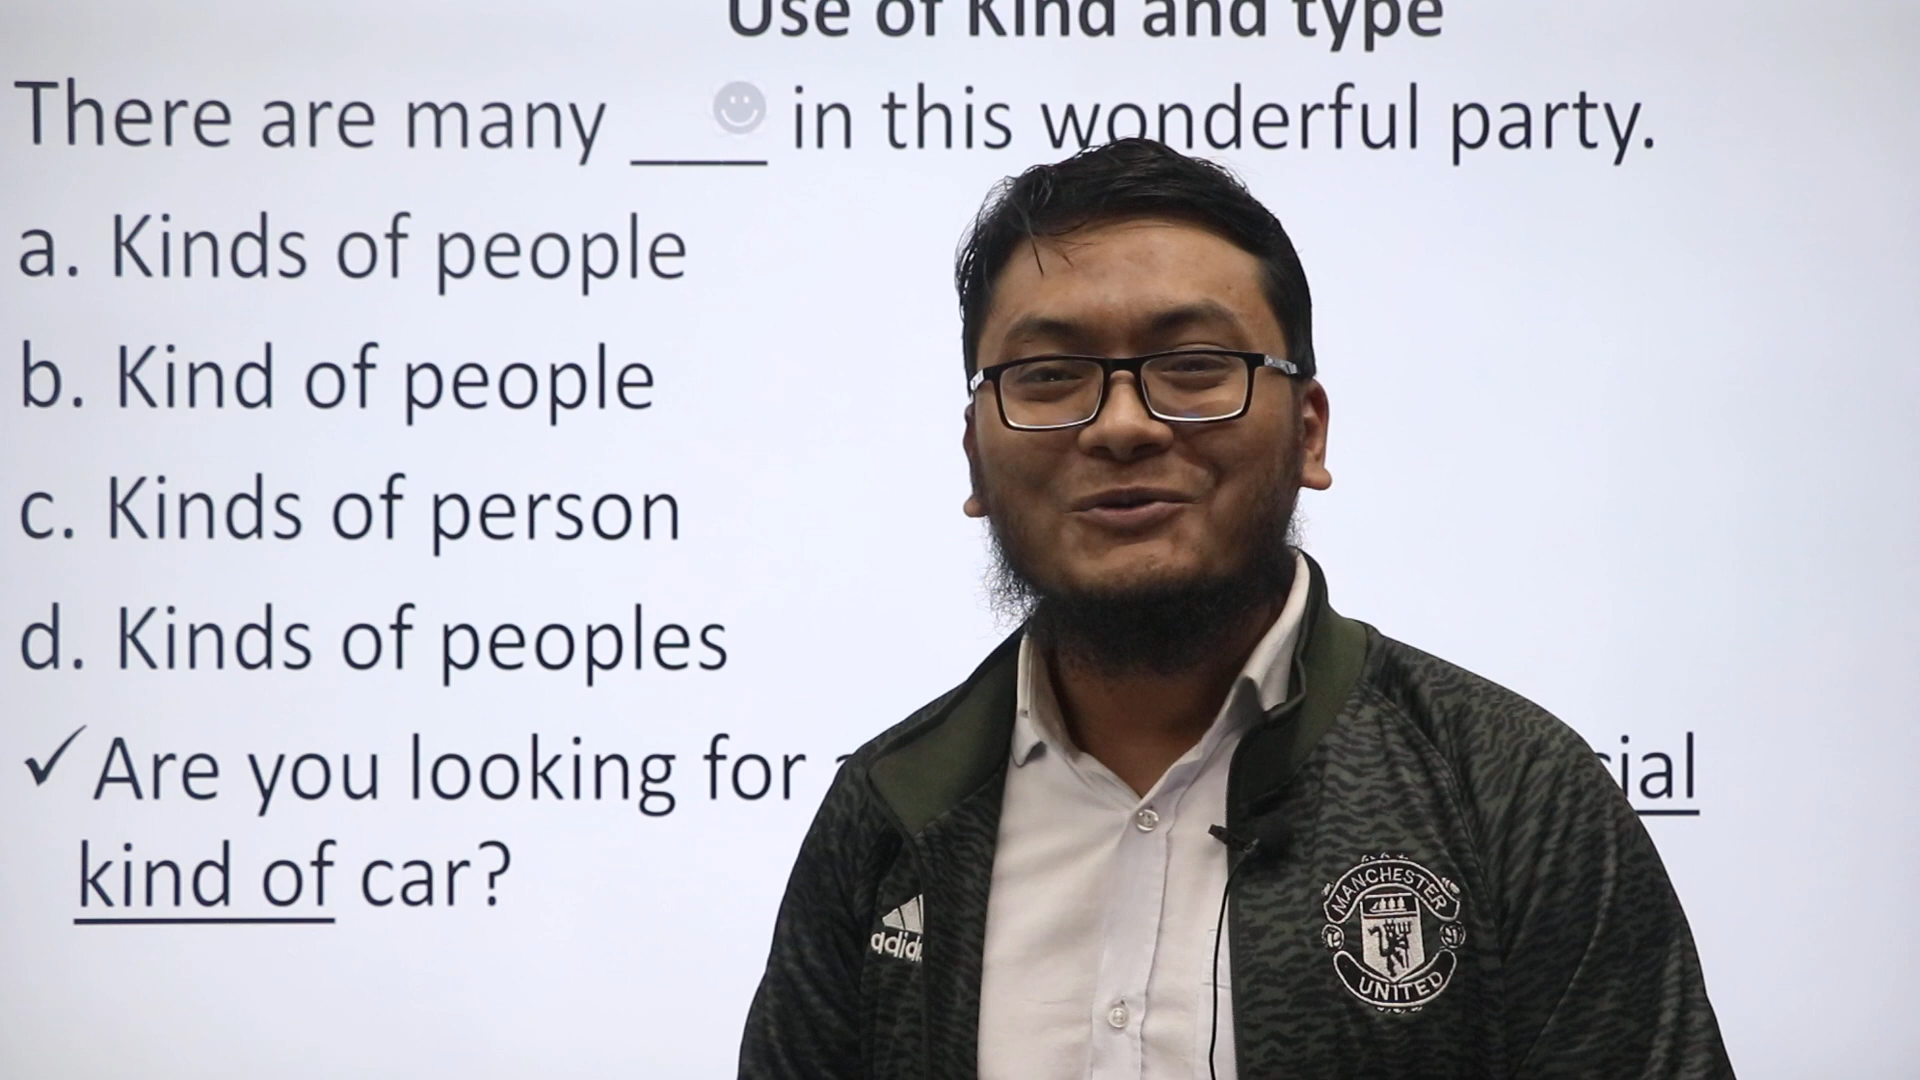 Use of Kind and type
There are many ____ in this wonderful party.
a. Kinds of people
b. Kind of people
c. Kinds of person
d. Kinds of peoples
✓ Are you looking for
kind of car?
adidas
MANCHESTER
UNITED